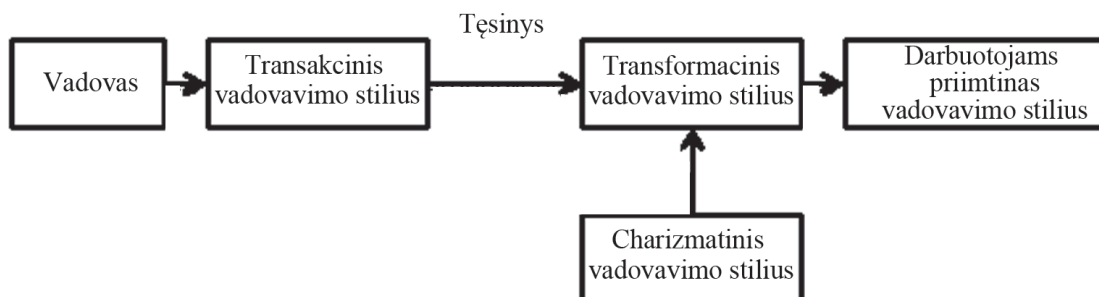 Tęsinys
Vadovas
Transakcinis
vadovavimo stilius
Transformacinis
vadovavimo stilius
Darbuotojams
priimtinas
vadovavimo stilius
Charizmatinis
vadovavimo stilius